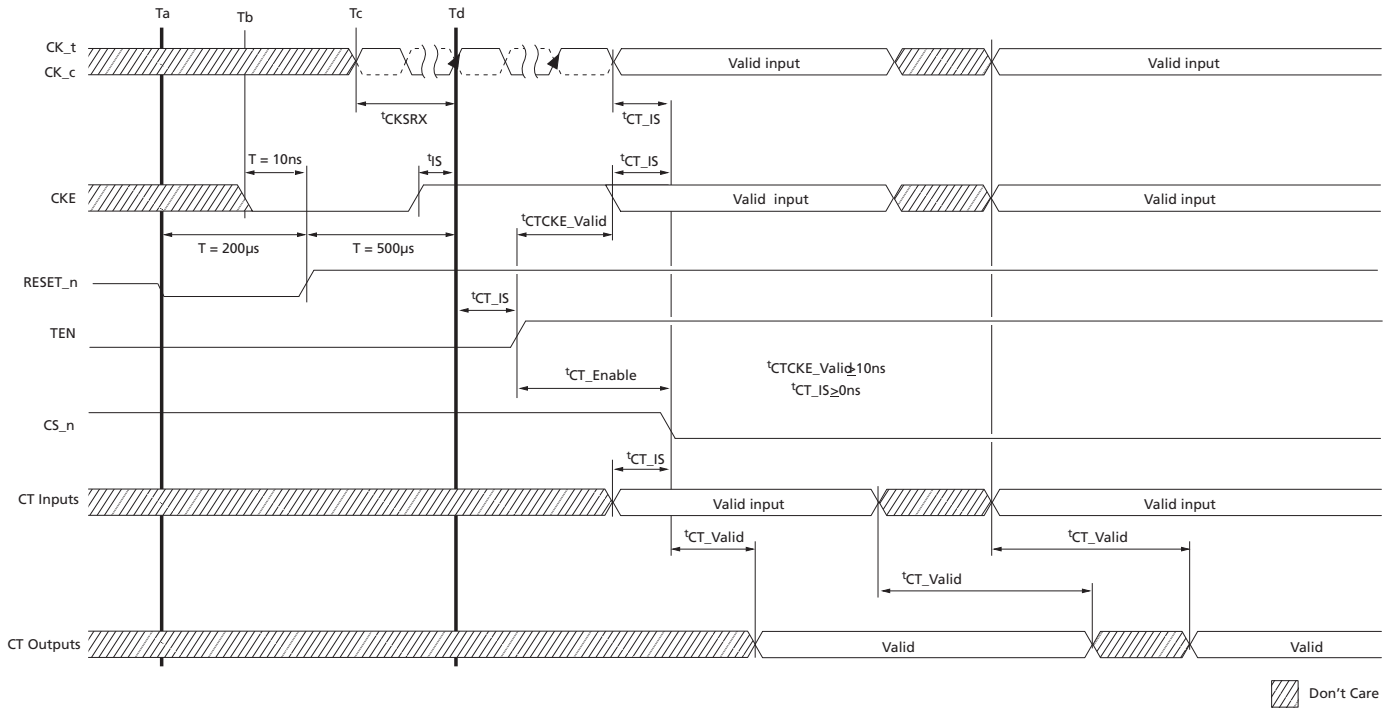 Ta
Tb
Tc
Td
CK_t
CK_c
Valid input
Valid input
tCKSRX
tCT_IS
T = 10ns
tIS
tCT_IS
CKE
Valid input
Valid input
tCTCKE_Valid
T = 200µs
T = 500µs
RESET_n
tCT_IS
TEN
tCT_Enable
tCTCKE_Valid≥10ns
tCT_IS≥0ns
CS_n
tCT_IS
CT Inputs
Valid input
Valid input
tCT_Valid
tCT_Valid
tCT_Valid
CT Outputs
Valid
Valid
Don't Care